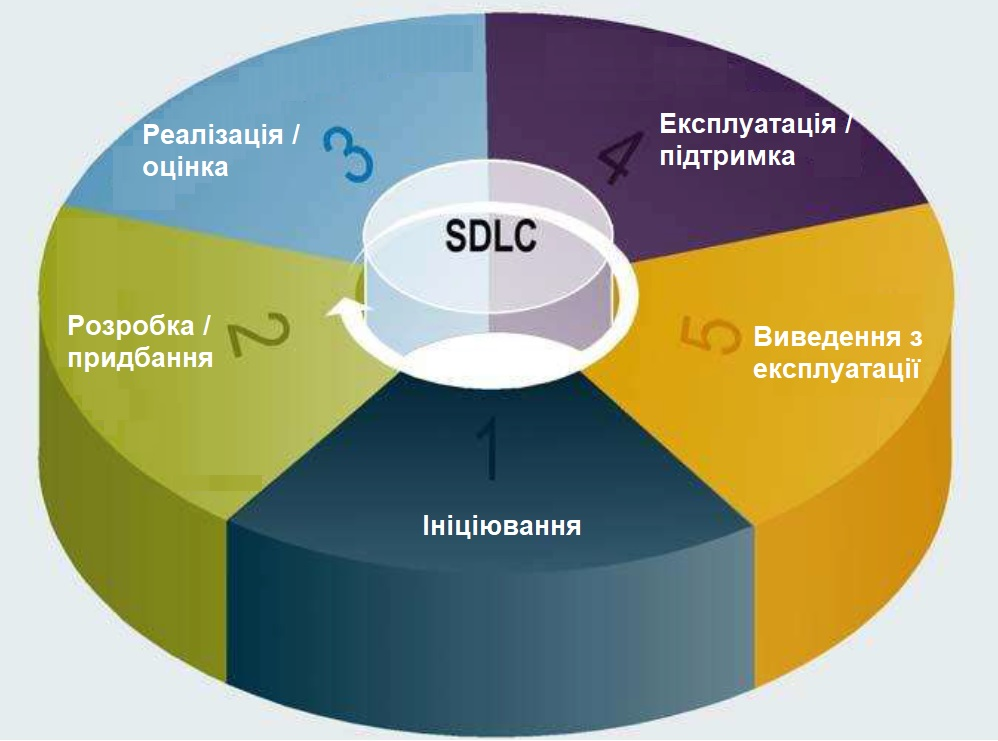 Реалізація /
оцінка
3
4
Експлуатація /
підтримка
SDLC
Розробка /
придбання
2
5
Виведення з
експлуатації
1
Ініціювання